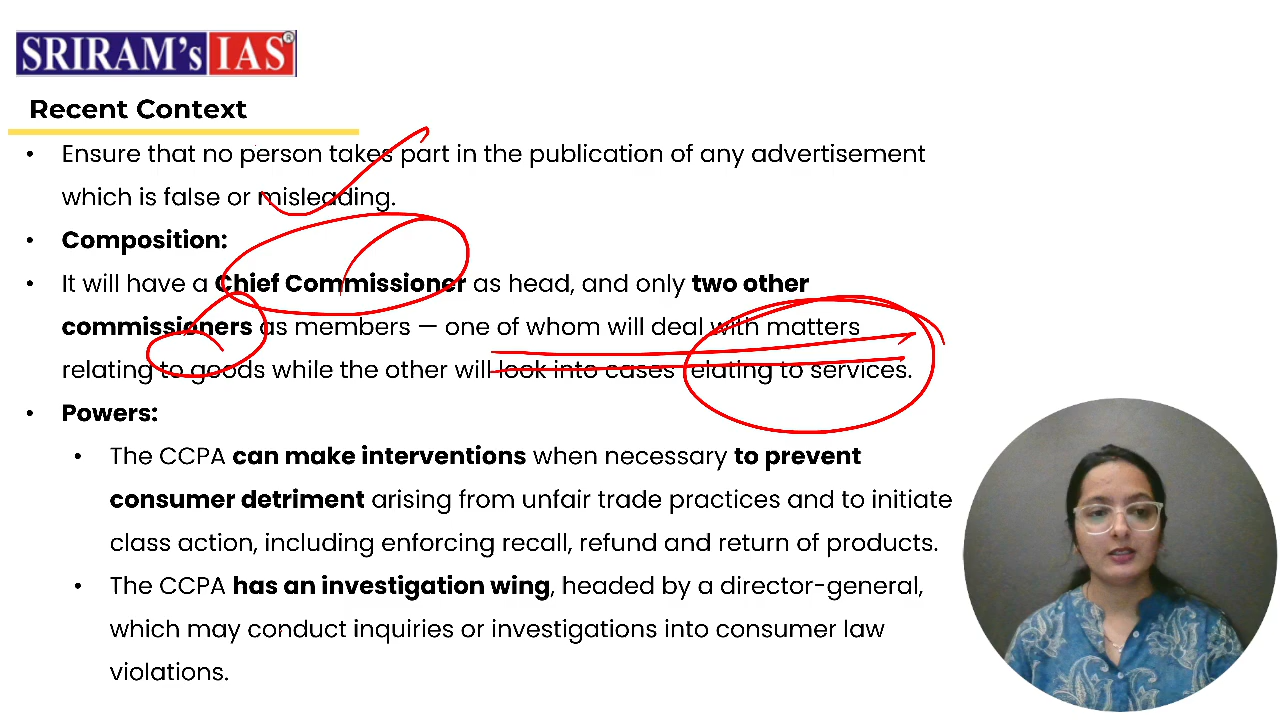 SRIRAM's IAS®
Recent Context
• Ensure that no person takes part in the publication of any advertisement
which is false or misleading.
• Composition:
• It will have a Chief Commissioner as head, and only two other
commissioners as members — one of whom will deal with matters
relating to goods while the other will look into cases relating to services.
• Powers:
• The CCPA can make interventions when necessary to prevent
consumer detriment arising from unfair trade practices and to initiate
class action, including enforcing recall, refund and return of products.
• The CCPA has an investigation wing, headed by a director-general,
which may conduct inquiries or investigations into consumer law
violations.